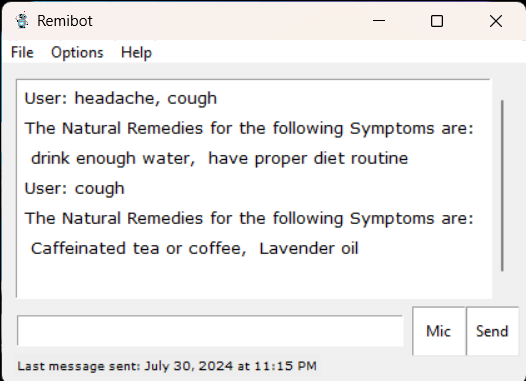 Remibot
File Options Help
User: headache, cough
The Natural Remedies for the following Symptoms are:
drink enough water,  have proper diet routine
User: cough
The Natural Remedies for the following Symptoms are:
Caffeinated tea or coffee,  Lavender oil
Mic Send
Last message sent: July 30, 2024 at 11:15 PM